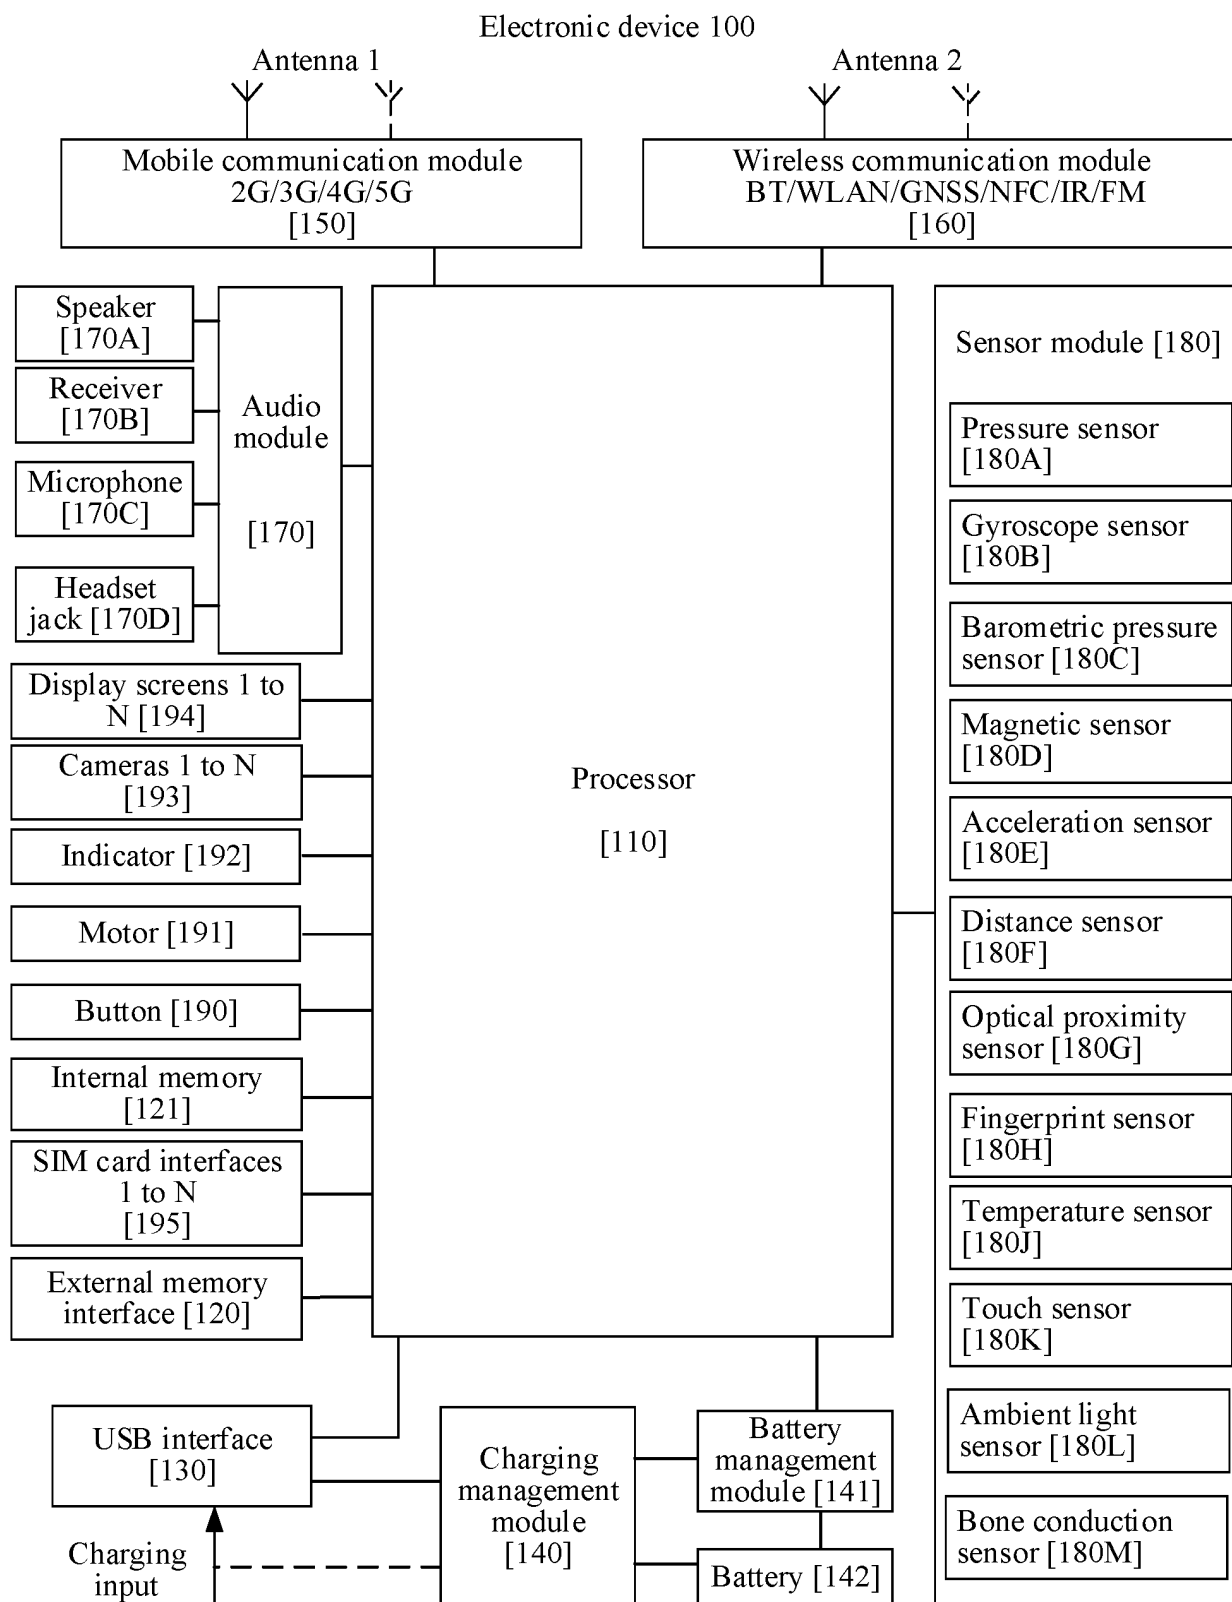 Electronic device 100
Antenna 1
Antenna 2
Mobile communication module
2G/3G/4G/5G
[150]
Wireless communication module
BT/WLAN/GNSS/NFC/IR/FM
[160]
Speaker
[170A]
Receiver
[170B]
Microphone
[170C]
Headset
jack [170D]
Audio
module
[170]
Display screens 1 to
N [194]
Cameras 1 to N
[193]
Indicator [192]
Motor [191]
Button [190]
Internal memory
[121]
SIM card interfaces
1 to N
[195]
External memory
interface [120]
Processor
[110]
Sensor module [180]
Pressure sensor
[180A]
Gyroscope sensor
[180B]
Barometric pressure
sensor [180C]
Magnetic sensor
[180D]
Acceleration sensor
[180E]
Distance sensor
[180F]
Optical proximity
sensor [180G]
Fingerprint sensor
[180H]
Temperature sensor
[180J]
Touch sensor
[180K]
Ambient light
sensor [180L]
Bone conduction
sensor [180M]
USB interface
[130]
Charging
management
module
[140]
Battery
management
module [141]
Battery [142]
Charging
input